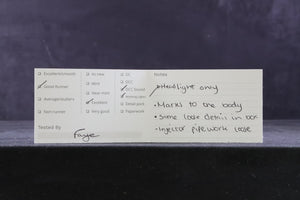 Excellent/smooth
Good Runner
Average/stutters
Non runner
As new
Mint
Near mint
Excellent
Very good
DC
DCC
DCC Sound
Detail pack
Paperwork
Notes
Headlight only
• Marks to the body
• Some loose detail in box
- Injector pipework loose
Tested By
Faye